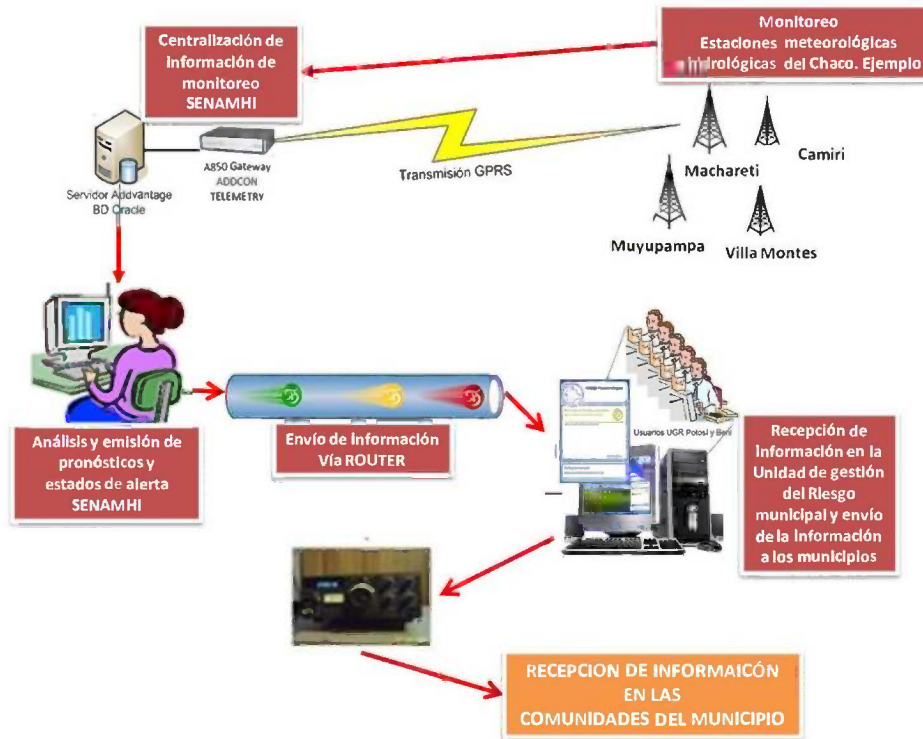 Centralización de
información de
monitoreo
SENAMHI
Monitoreo
Estaciones meteorológicas
del Chaco. Ejemplo
Servidor Addvantage
BD Oracle
A850 Gateway
ADDCON
TELEMETRY
Transmisión GPRS
Machareti
Camiri
Muyupampa
Villa Montes
Análisis y emisión de
pronósticos y
estados de alerta
SENAMHI
Envío de información
Vía ROUTER
Usuarios UGR Potosí y Beni
Recepción de
información en la
Unidad de gestión
del Riesgo
municipal y envío
de la información
a los municipios
RECEPCION DE INFORMAICÓN
EN LAS
COMUNIDADES DEL MUNICIPIO